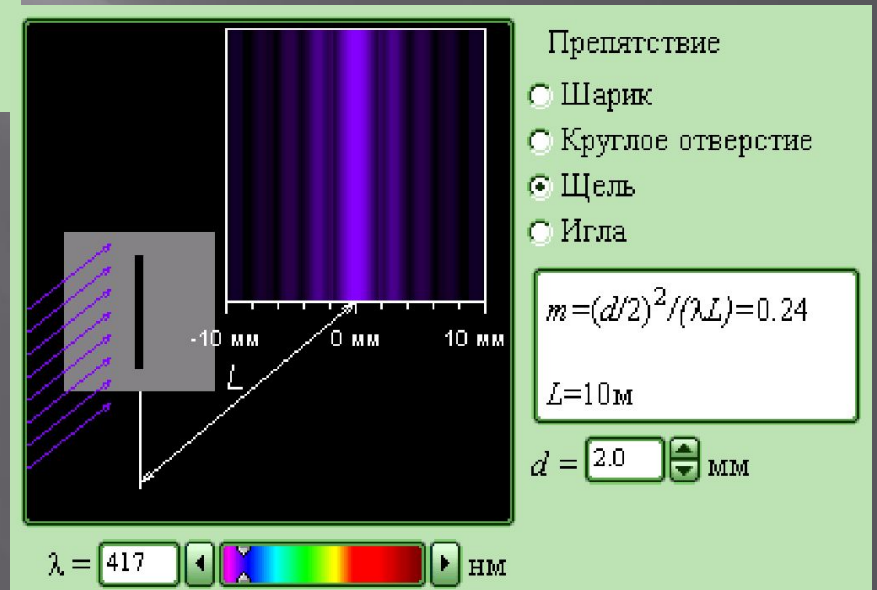 Препятствие
Шарик
Круглое отверстие
Щель
Игла
-10 мм 0 мм 10 мм
L
m=(d/2)²/(λL)=0.24
L=10м
d = 2.0 мм
λ = 417 нм